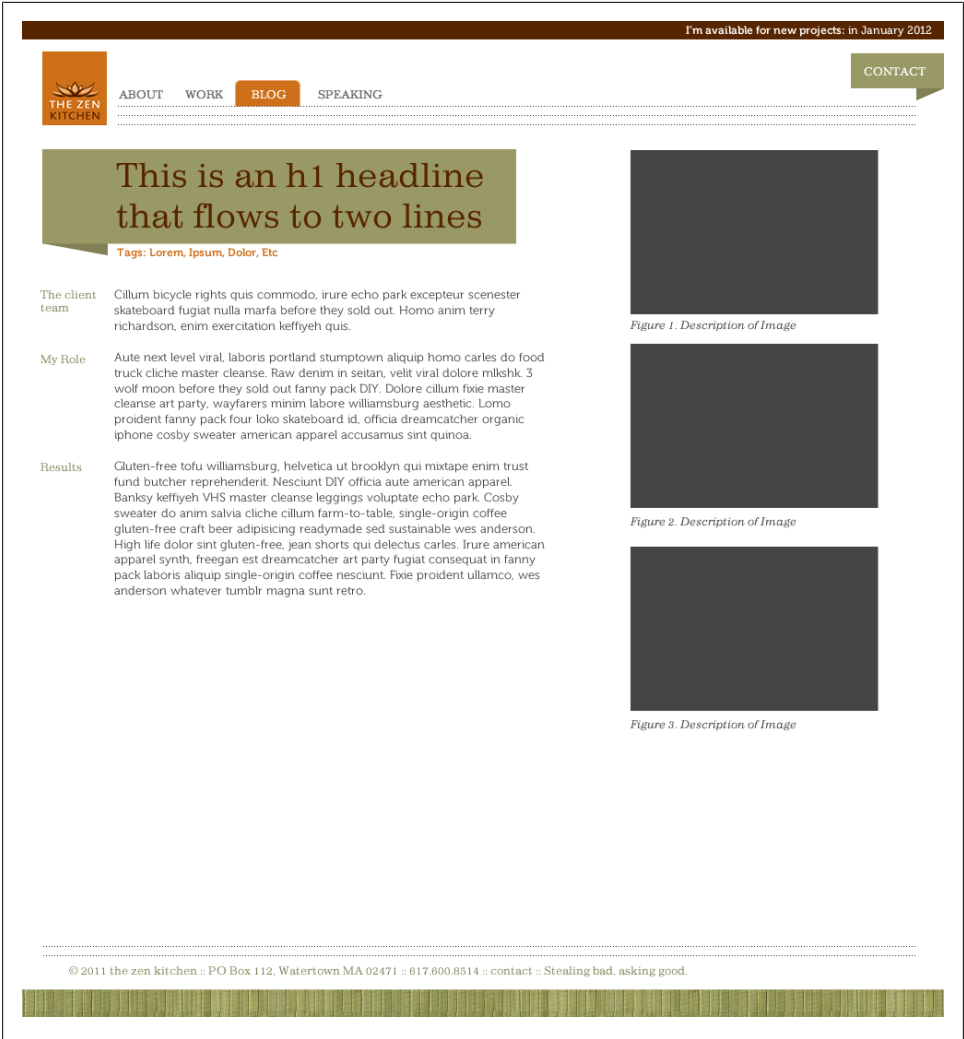 I'm available for new projects: in January 2012
CONTACT
THE ZEN
KITCHEN
ABOUT WORK BLOG SPEAKING
This is an h1 headline
that flows to two lines
Tags: Lorem, Ipsum, Dolor, Etc
The client
team
Cillum bicycle rights quis commodo, irure echo park excepteur scenester
skateboard fugiat nulla marfa before they sold out. Homo anim terry
richardson, enim exercitation keffiyeh quis.
My Role
Aute next level viral, laboris portland stumptown aliquip homo carles do food
truck cliche master cleanse. Raw denim in seitan, velit viral dolore mlkshk. 3
wolf moon before they sold out fanny pack DIY. Dolore cillum fixie master
cleanse art party, wayfarers minim labore williamsburg aesthetic. Lomo
proident fanny pack four loko skateboard id, officia dreamcatcher organic
iphone cosby sweater american apparel accusamus sint quinoa.
Results
Gluten-free tofu williamsburg, helvetica ut brooklyn qui mixtape enim trust
fund butcher reprehenderit. Nesciunt DIY officia aute american apparel.
Banksy keffiyeh VHS master cleanse leggings voluptate echo park. Cosby
sweater do anim salvia cliche cillum farm-to-table, single-origin coffee
gluten-free craft beer adipisicing readymade sed sustainable wes anderson.
High life dolor sint gluten-free, jean shorts qui delectus carles. Irure american
apparel synth, freegan est dreamcatcher art party fugiat consequat in fanny
pack laboris aliquip single-origin coffee nesciunt. Fixie proident ullamco, wes
anderson whatever tumblr magna sunt retro.
Figure 1. Description of Image
Figure 2. Description of Image
Figure 3. Description of Image
© 2011 the zen kitchen :: PO Box 112, Watertown MA 02471 :: 617.600.8514 :: contact :: Stealing bad, asking good.